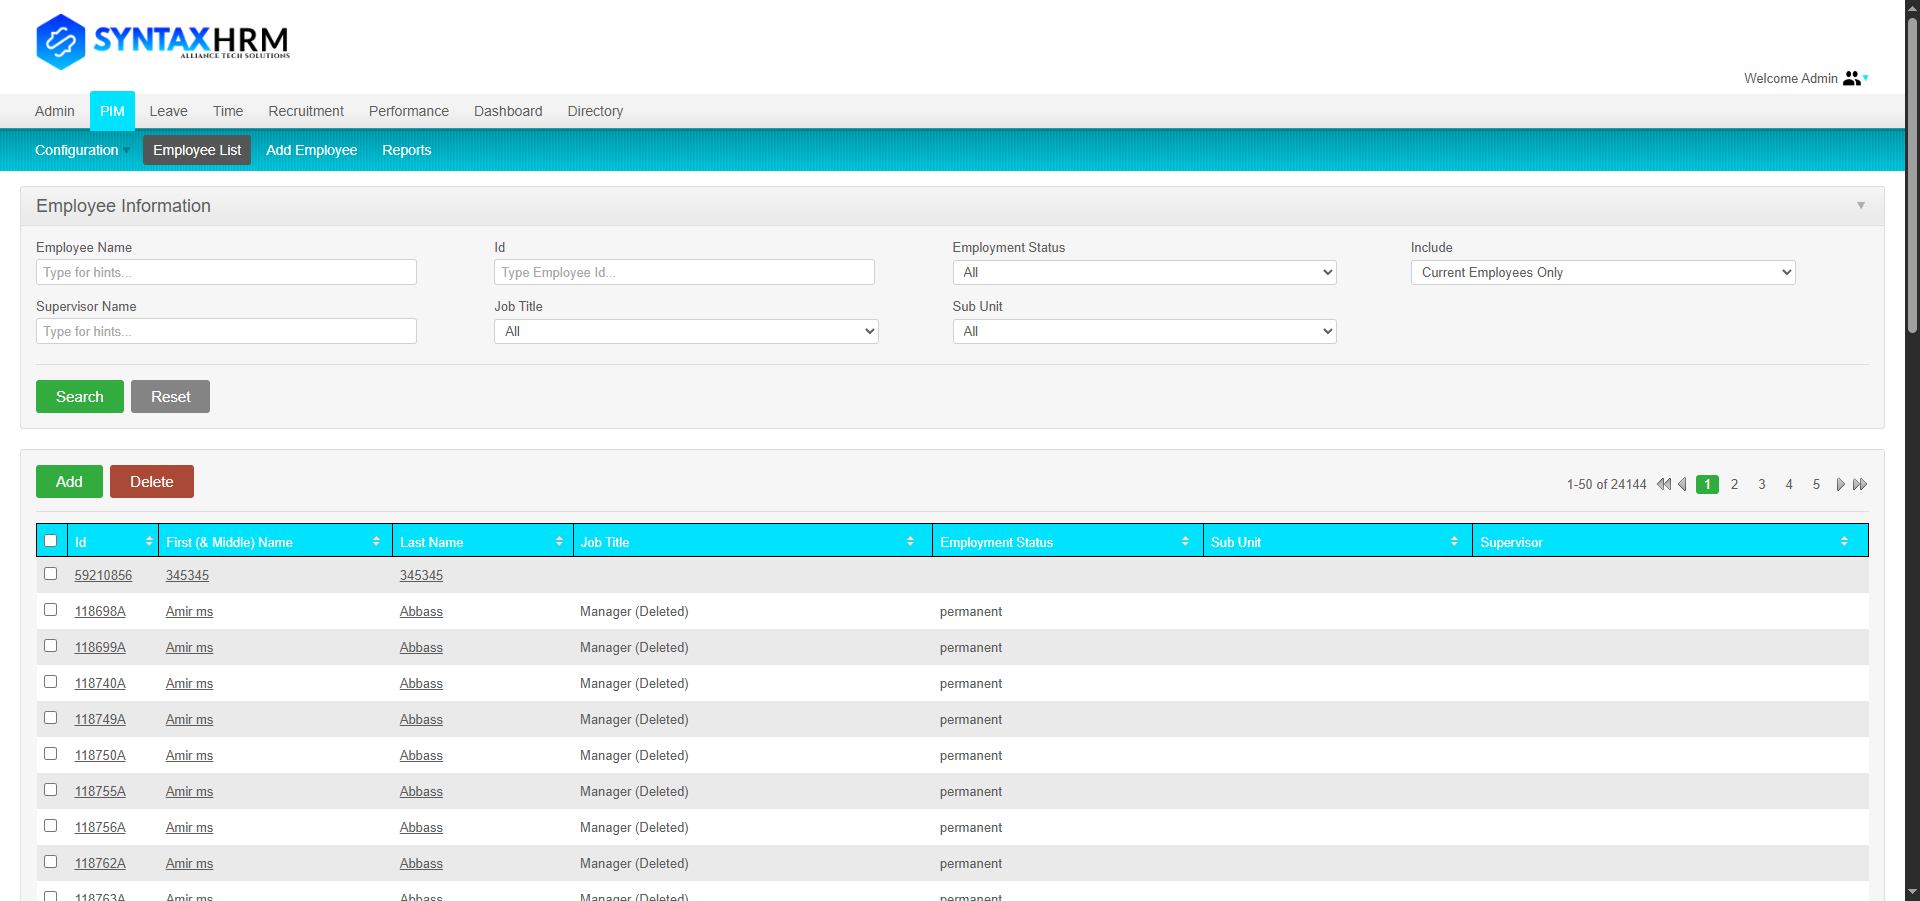 SYNTAXHRM
ALLIANCE TECH SOLUTIONS
Welcome Admin
Admin PIM Leave Time Recruitment Performance Dashboard Directory
Configuration Employee List Add Employee Reports
Employee Information
Employee Name Id Employment Status Include
Type for hints... Type Employee Id... All Current Employees Only
Supervisor Name Job Title Sub Unit
Type for hints... All All
Search Reset
Add Delete 1-50 of 24144 1 2 3 4 5
Id First (& Middle) Name Last Name Job Title Employment Status Sub Unit Supervisor
59210856 345345 345345
118698A Amir ms Abbass Manager (Deleted) permanent
118699A Amir ms Abbass Manager (Deleted) permanent
118740A Amir ms Abbass Manager (Deleted) permanent
118749A Amir ms Abbass Manager (Deleted) permanent
118750A Amir ms Abbass Manager (Deleted) permanent
118755A Amir ms Abbass Manager (Deleted) permanent
118756A Amir ms Abbass Manager (Deleted) permanent
118762A Amir ms Abbass Manager (Deleted) permanent
118763A Amir ms Abbass Manager (Deleted) permanent